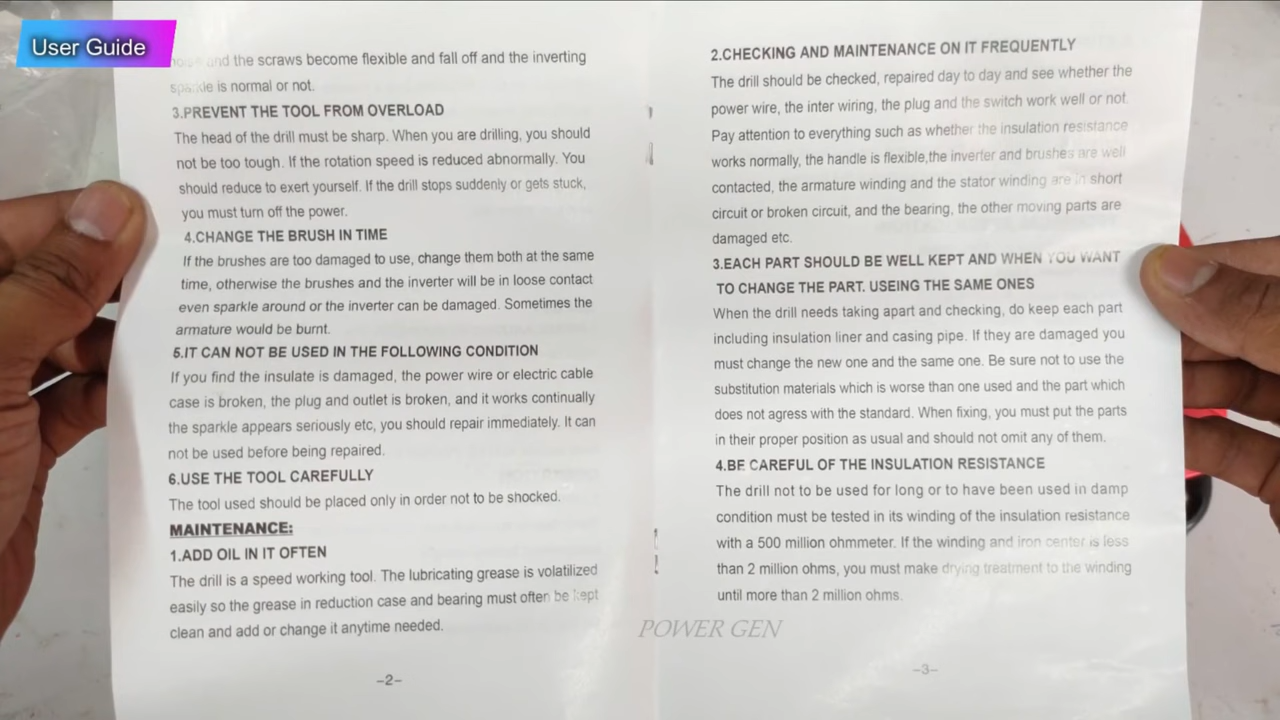 User Guide
and the scraws become flexible and fall off and the inverting
sparkle is normal or not.
3.PREVENT THE TOOL FROM OVERLOAD
The head of the drill must be sharp. When you are drilling, you should
not be too tough. If the rotation speed is reduced abnormally. You
should reduce to exert yourself. If the drill stops suddenly or gets stuck,
you must turn off the power.
4.CHANGE THE BRUSH IN TIME
If the brushes are too damaged to use, change them both at the same
time, otherwise the brushes and the inverter will be in loose contact
even sparkle around or the inverter can be damaged. Sometimes the
armature would be burnt.
5.IT CAN NOT BE USED IN THE FOLLOWING CONDITION
If you find the insulate is damaged, the power wire or electric cable
case is broken, the plug and outlet is broken, and it works continually
the sparkle appears seriously etc, you should repair immediately. It can
not be used before being repaired.
6.USE THE TOOL CAREFULLY
The tool used should be placed only in order not to be shocked.
MAINTENANCE:
1.ADD OIL IN IT OFTEN
The drill is a speed working tool. The lubricating grease is volatilized
easily so the grease in reduction case and bearing must often be kept
clean and add or change it anytime needed.
-2-
2.CHECKING AND MAINTENANCE ON IT FREQUENTLY
The drill should be checked, repaired day to day and see whether the
power wire, the inter wiring, the plug and the switch work well or not.
Pay attention to everything such as whether the insulation resistance
works normally, the handle is flexible,the inverter and brushes are well
contacted, the armature winding and the stator winding are in short
circuit or broken circuit, and the bearing, the other moving parts are
damaged etc.
3.EACH PART SHOULD BE WELL KEPT AND WHEN YOU WANT
TO CHANGE THE PART. USEING THE SAME ONES
When the drill needs taking apart and checking, do keep each part
including insulation liner and casing pipe. If they are damaged you
must change the new one and the same one. Be sure not to use the
substitution materials which is worse than one used and the part which
does not agress with the standard. When fixing, you must put the parts
in their proper position as usual and should not omit any of them.
4.BE CAREFUL OF THE INSULATION RESISTANCE
The drill not to be used for long or to have been used in damp
condition must be tested in its winding of the insulation resistance
with a 500 million ohmmeter. If the winding and iron center is less
than 2 million ohms, you must make drying treatment to the winding
until more than 2 million ohms.
-3-
POWER GEN